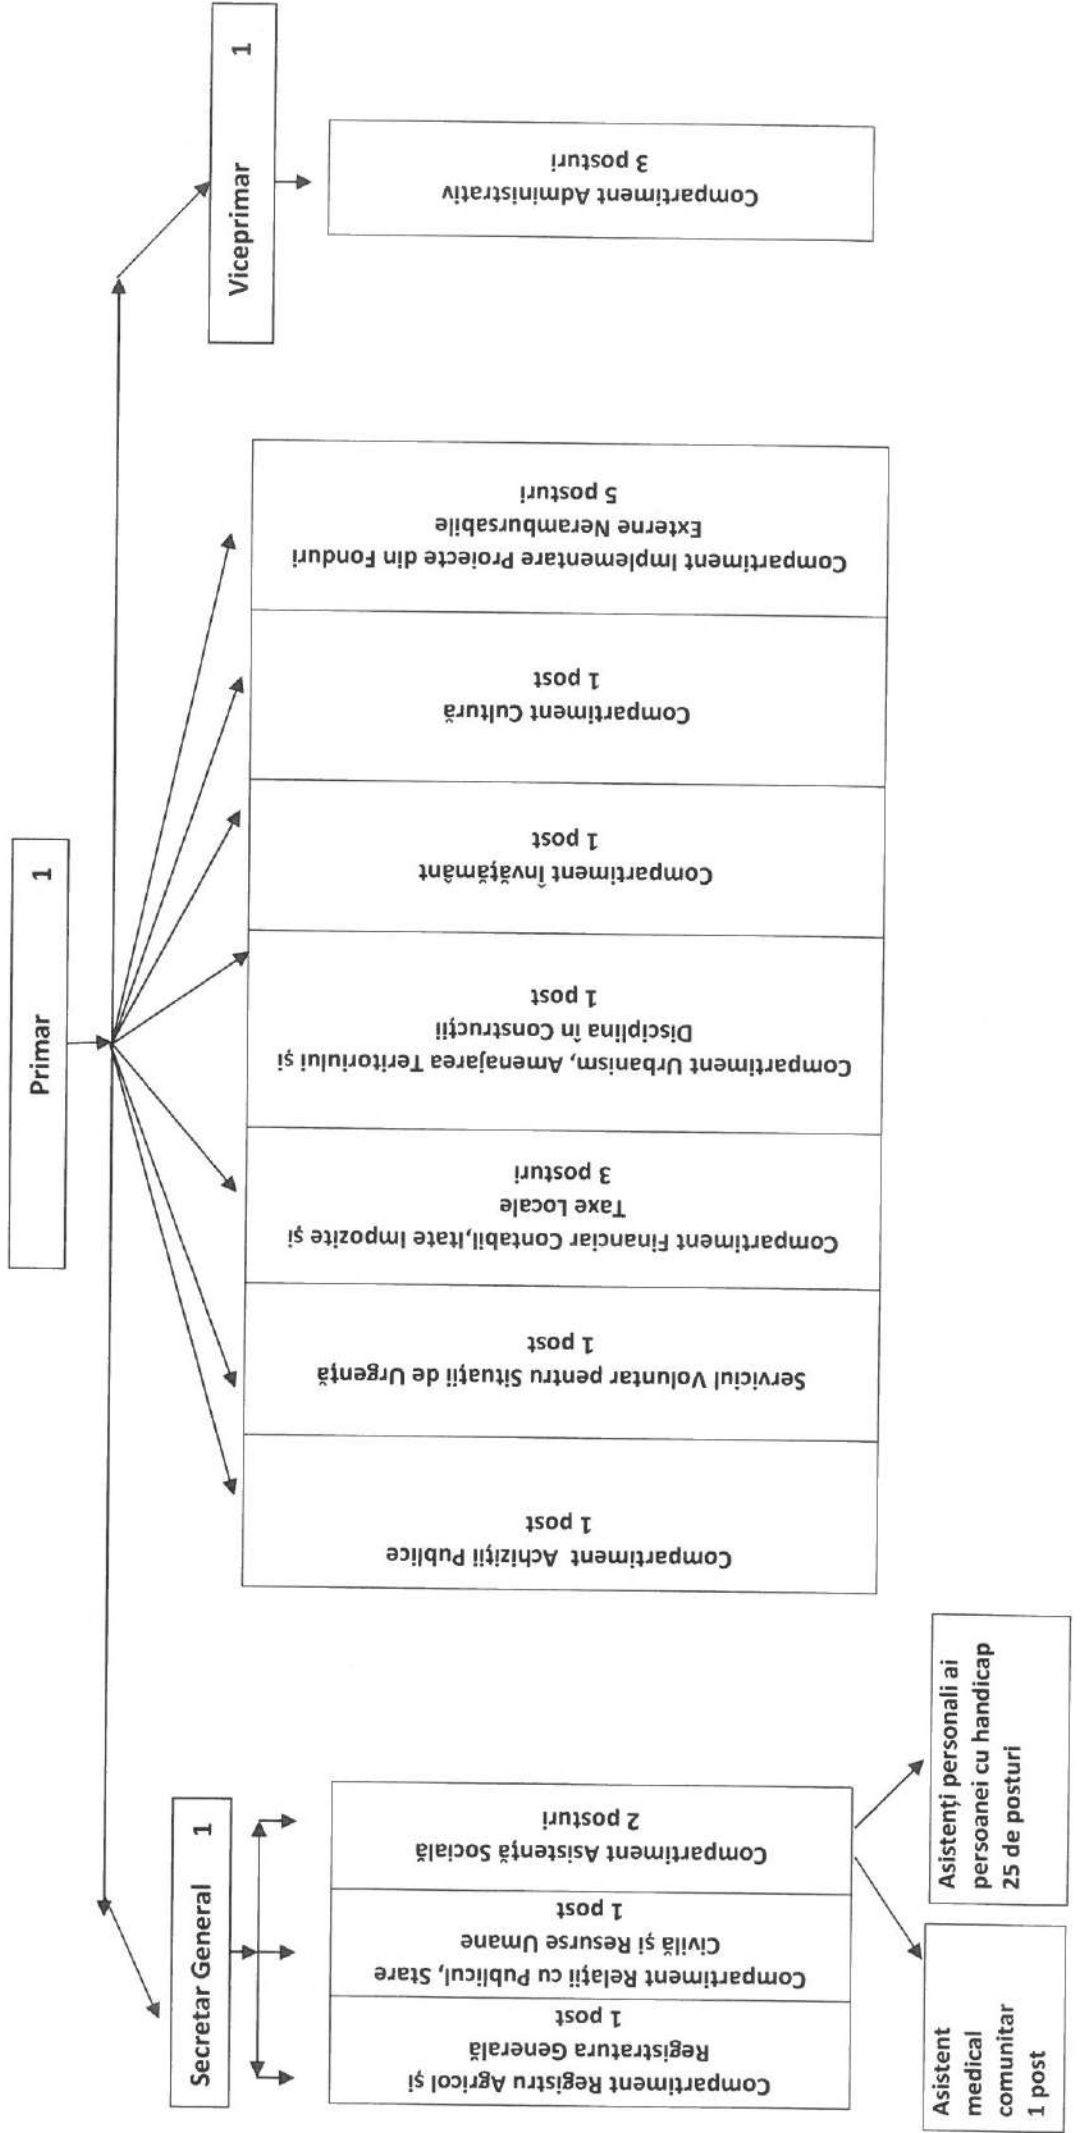 Primar 1
Secretar General 1
Viceprimar 1
Compartiment Registru Agricol și
Registratura Generală
1 post
Compartiment Relații cu Publicul, Stare
Civilă și Resurse Umane
1 post
Compartiment Asistență Socială
2 posturi
Asistent
medical
comunitar
1 post
Asistenți personali ai
persoanei cu handicap
25 de posturi
Compartiment Achiziții Publice
1 post
Serviciul Voluntar pentru Situații de Urgență
1 post
Compartiment Financiar Contabil,Itate Impozite și
Taxe Locale
3 posturi
Compartiment Urbanism, Amenajarea Teritoriului și
Disciplina în Construcții
1 post
Compartiment Învățământ
1 post
Compartiment Cultură
1 post
Compartiment Implementare Proiecte din Fonduri
Externe Nerambursabile
5 posturi
Compartiment Administrativ
3 posturi